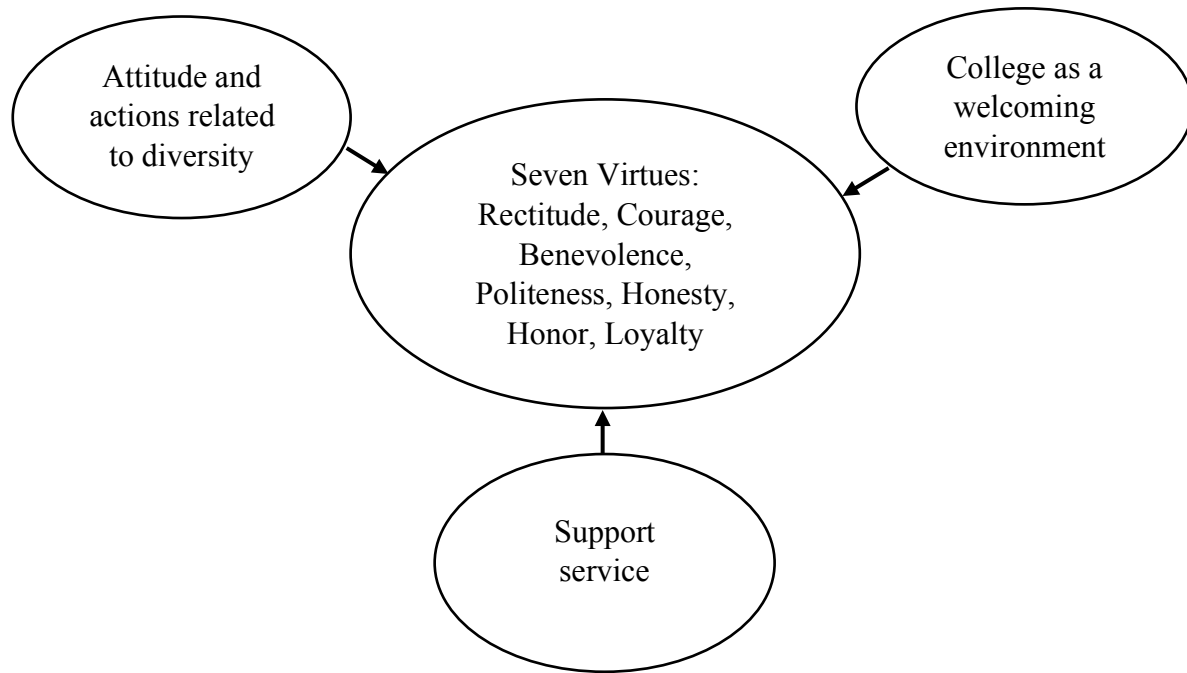 Attitude and
actions related
to diversity
College as a
welcoming
environment
Seven Virtues:
Rectitude, Courage,
Benevolence,
Politeness, Honesty,
Honor, Loyalty
Support
service